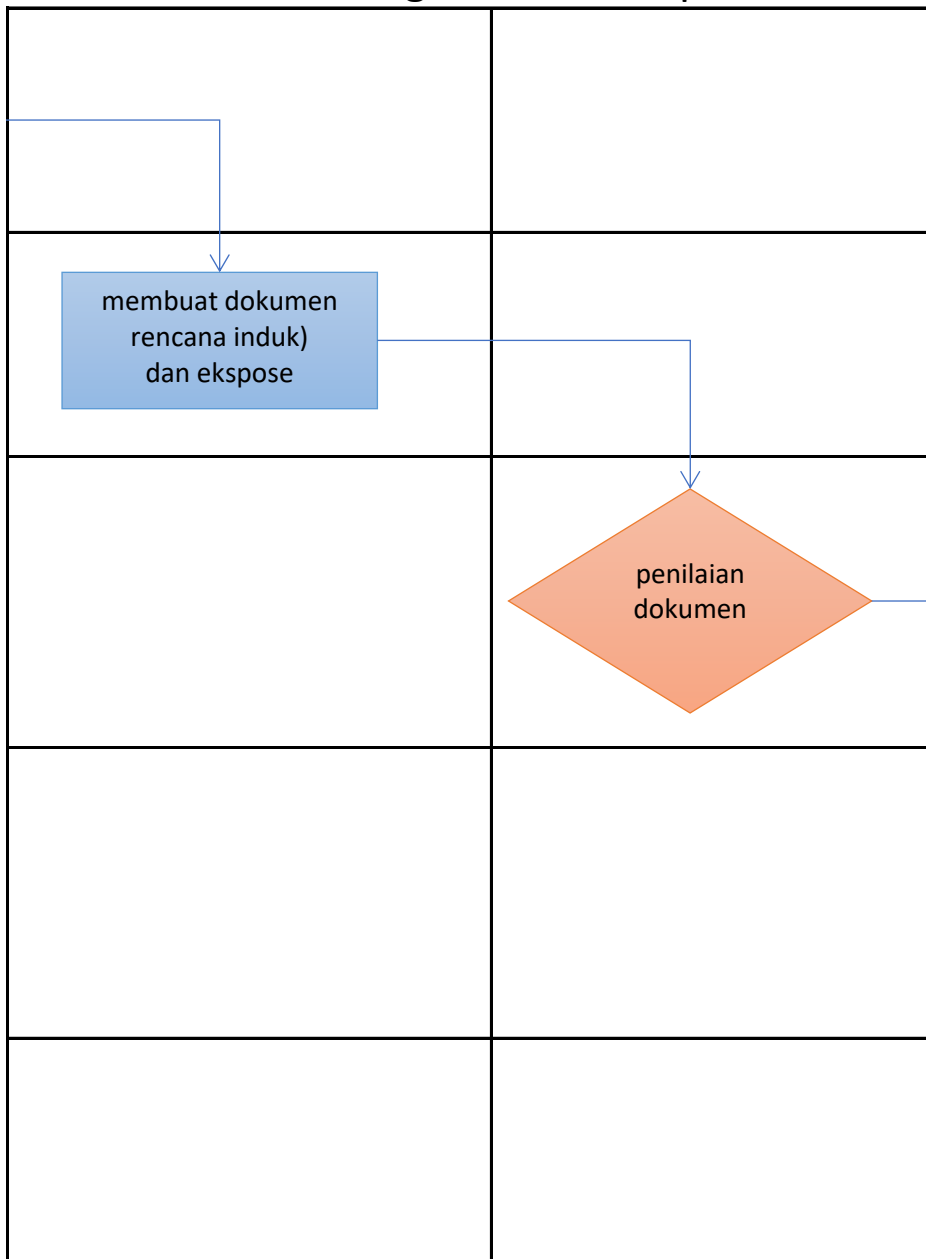 membuat dokumen
rencana induk)
dan ekspose
penilaian
dokumen